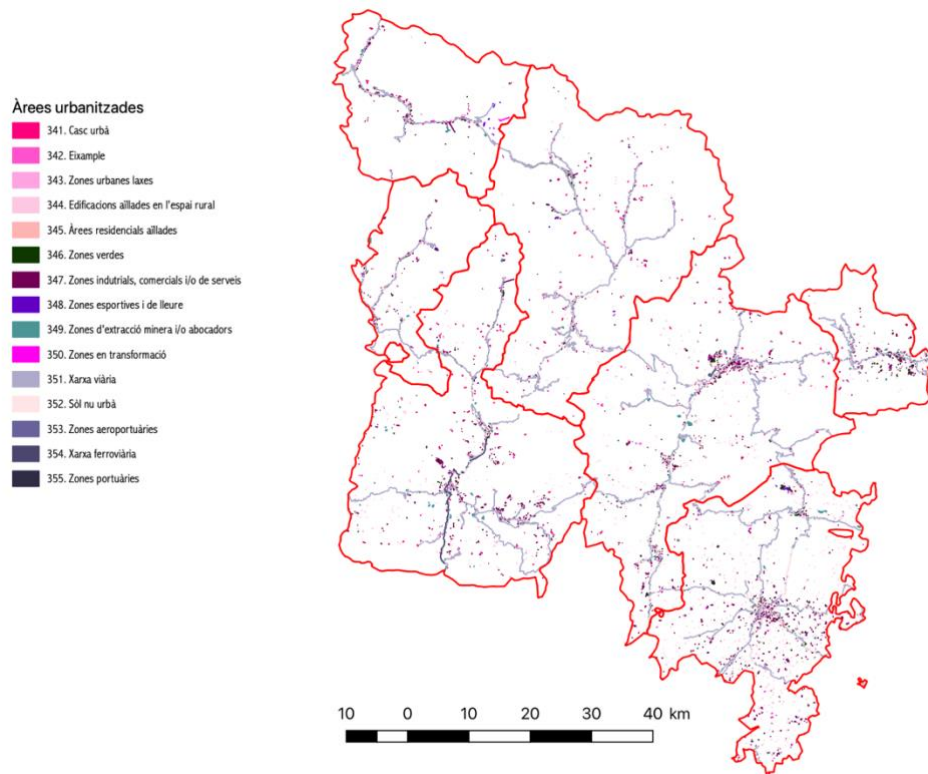 Àrees urbanitzades
341. Casc urbà
342. Eixample
343. Zones urbanes laxes
344. Edificacions aïllades en l'espai rural
345. Àrees residencials aïllades
346. Zones verdes
347. Zones indutrials, comercials i/o de serveis
348. Zones esportives i de lleure
349. Zones d'extracció minera i/o abocadors
350. Zones en transformació
351. Xarxa viària
352. Sòl nu urbà
353. Zones aeroportuàries
354. Xarxa ferroviària
355. Zones portuàries
10 0 10 20 30 40 km